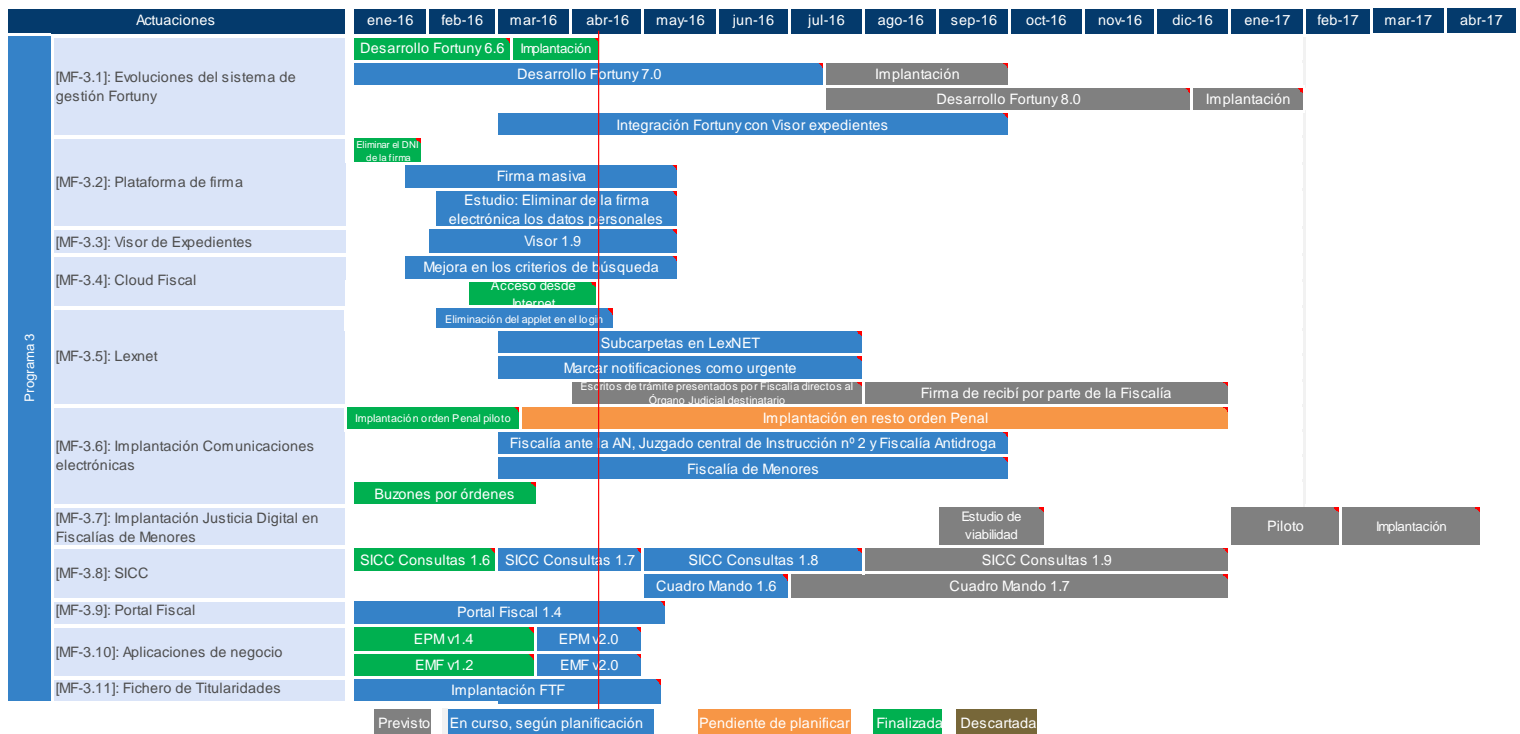 Actuaciones
ene-16 feb-16 mar-16 abr-16 may-16 jun-16 jul-16 ago-16 sep-16 oct-16 nov-16 dic-16 ene-17 feb-17 mar-17 abr-17
Programa 3
[MF-3.1]: Evoluciones del sistema de
gestión Fortuny
Desarrollo Fortuny 6.6
Implantación
Desarrollo Fortuny 7.0
Implantación
Desarrollo Fortuny 8.0
Implantación
Integración Fortuny con Visor expedientes
[MF-3.2]: Plataforma de firma
Eliminar el DNI
de la firma
Firma masiva
Estudio: Eliminar de la firma
electrónica los datos personales
[MF-3.3]: Visor de Expedientes
Visor 1.9
[MF-3.4]: Cloud Fiscal
Mejora en los criterios de búsqueda
Acceso desde
Internet
[MF-3.5]: Lexnet
Eliminación del applet en el login
Subcarpetas en LexNET
Marcar notificaciones como urgente
Escritos de trámite presentados por Fiscalía directos al
Órgano Judicial destinatario
Firma de recibí por parte de la Fiscalía
[MF-3.6]: Implantación Comunicaciones
electrónicas
Implantación orden Penal piloto
Implantación en resto orden Penal
Fiscalía ante la AN, Juzgado central de Instrucción nº 2 y Fiscalía Antidroga
Fiscalía de Menores
Buzones por órdenes
[MF-3.7]: Implantación Justicia Digital en
Fiscalías de Menores
Estudio de
viabilidad
Piloto
Implantación
[MF-3.8]: SICC
SICC Consultas 1.6
SICC Consultas 1.7
SICC Consultas 1.8
SICC Consultas 1.9
Cuadro Mando 1.6
Cuadro Mando 1.7
[MF-3.9]: Portal Fiscal
Portal Fiscal 1.4
[MF-3.10]: Aplicaciones de negocio
EPM v1.4
EPM v2.0
EMF v1.2
EMF v2.0
[MF-3.11]: Fichero de Titularidades
Implantación FTF
Previsto
En curso, según planificación
Pendiente de planificar
Finalizada
Descartada